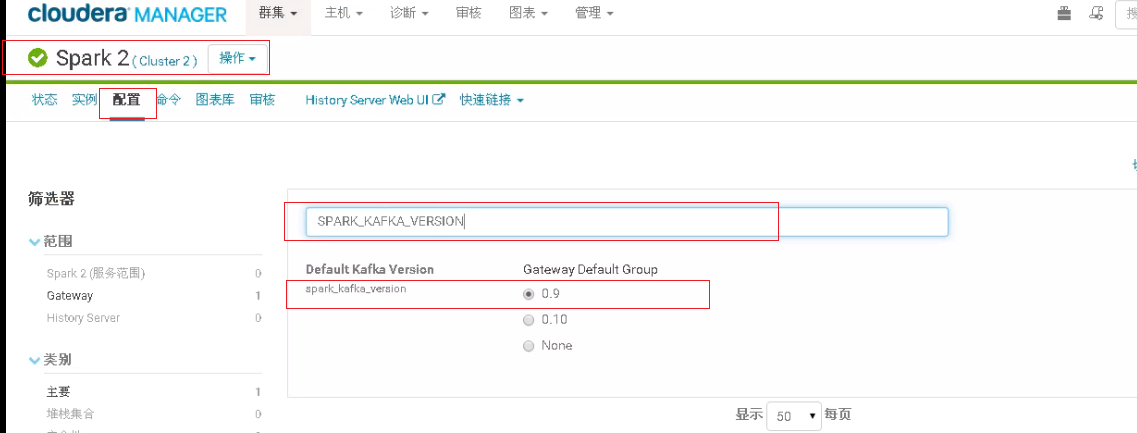 cloudera MANAGER 群集 主机 诊断 审核 图表 管理
Spark 2 (Cluster 2) 操作
状态 实例 配置 命令 图表库 审核 History Server Web UI 快速链接
筛选器
SPARK_KAFKA_VERSION
范围
Spark 2 (服务范围) 0
Gateway 1
History Server 0
Default Kafka Version
spark_kafka_version
Gateway Default Group
0.9
0.10
None
类别
主要 1
堆栈集合 0
显示 50 每页